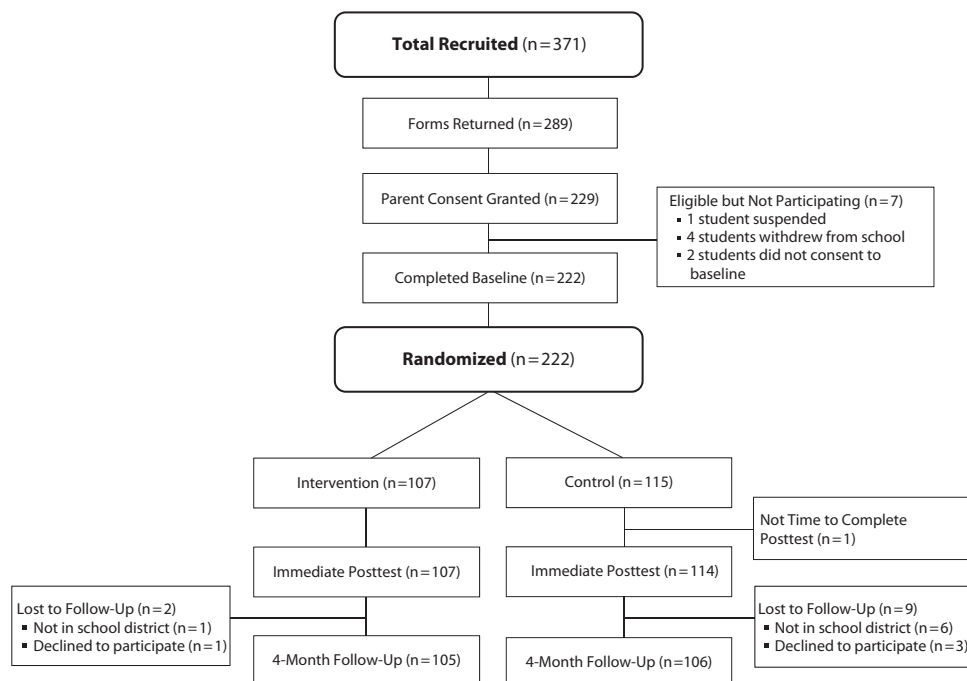 Total Recruited (n=371)
Forms Returned (n=289)
Parent Consent Granted (n=229)
Eligible but Not Participating (n=7)
▪ 1 student suspended
▪ 4 students withdrew from school
▪ 2 students did not consent to
baseline
Completed Baseline (n=222)
Randomized (n=222)
Intervention (n=107)
Control (n=115)
Not Time to Complete
Posttest (n=1)
Immediate Posttest (n=107)
Immediate Posttest (n=114)
Lost to Follow-Up (n=2)
▪ Not in school district (n=1)
▪ Declined to participate (n=1)
Lost to Follow-Up (n=9)
▪ Not in school district (n=6)
▪ Declined to participate (n=3)
4-Month Follow-Up (n=105)
4-Month Follow-Up (n=106)